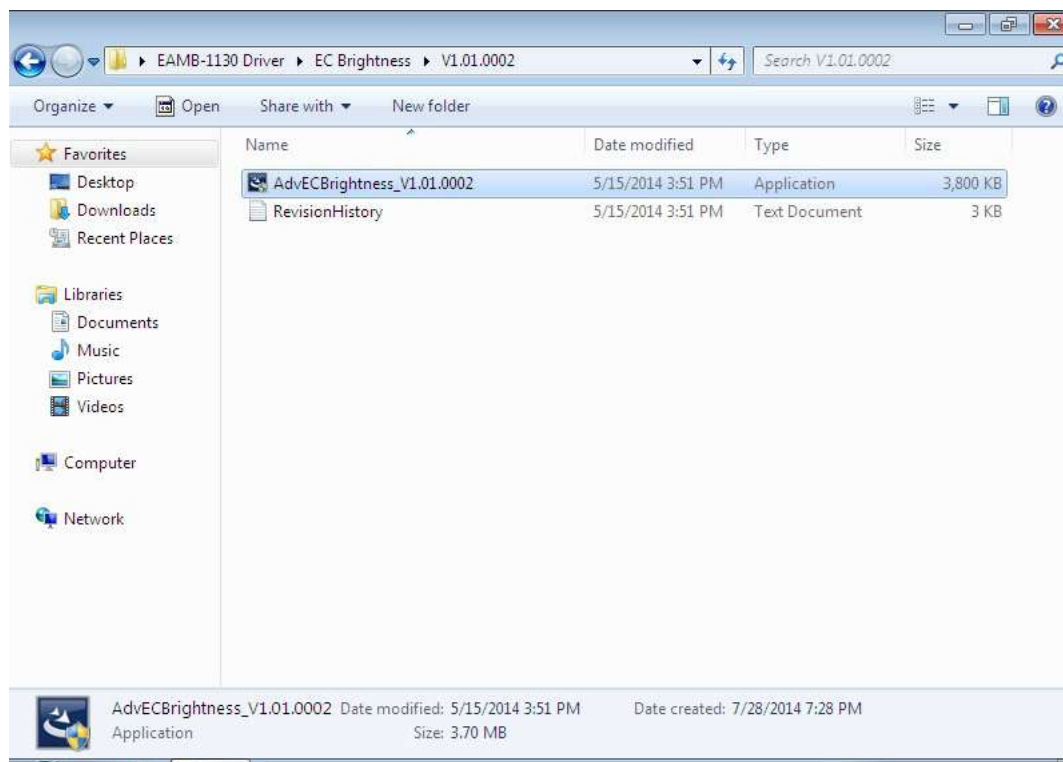 EAMB-1130 Driver EC Brightness V1.01.0002 Search V1.01.0002
Organize Open Share with New folder
Name Date modified Type Size
Favorites
Desktop
Downloads
Recent Places
Libraries
Documents
Music
Pictures
Videos
Computer
Network
AdvECBrightness_V1.01.0002 5/15/2014 3:51 PM Application 3,800 KB
RevisionHistory 5/15/2014 3:51 PM Text Document 3 KB
AdvECBrightness_V1.01.0002 Date modified: 5/15/2014 3:51 PM Date created: 7/28/2014 7:28 PM
Application Size: 3.70 MB